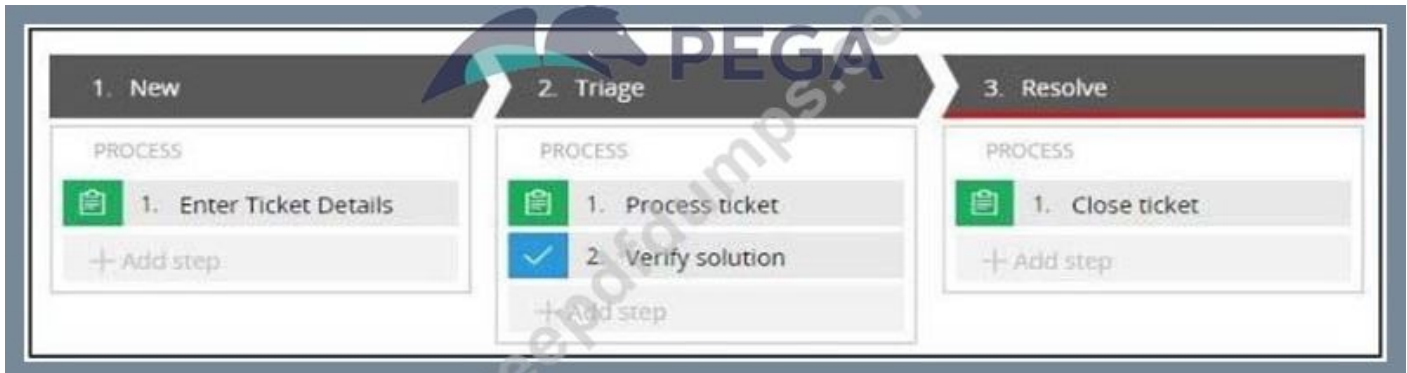 PEGA
1. New
2. Triage
3. Resolve
PROCESS
1. Enter Ticket Details
+ Add step
PROCESS
1. Process ticket
2. Verify solution
+ Add step
PROCESS
1. Close ticket
+ Add step